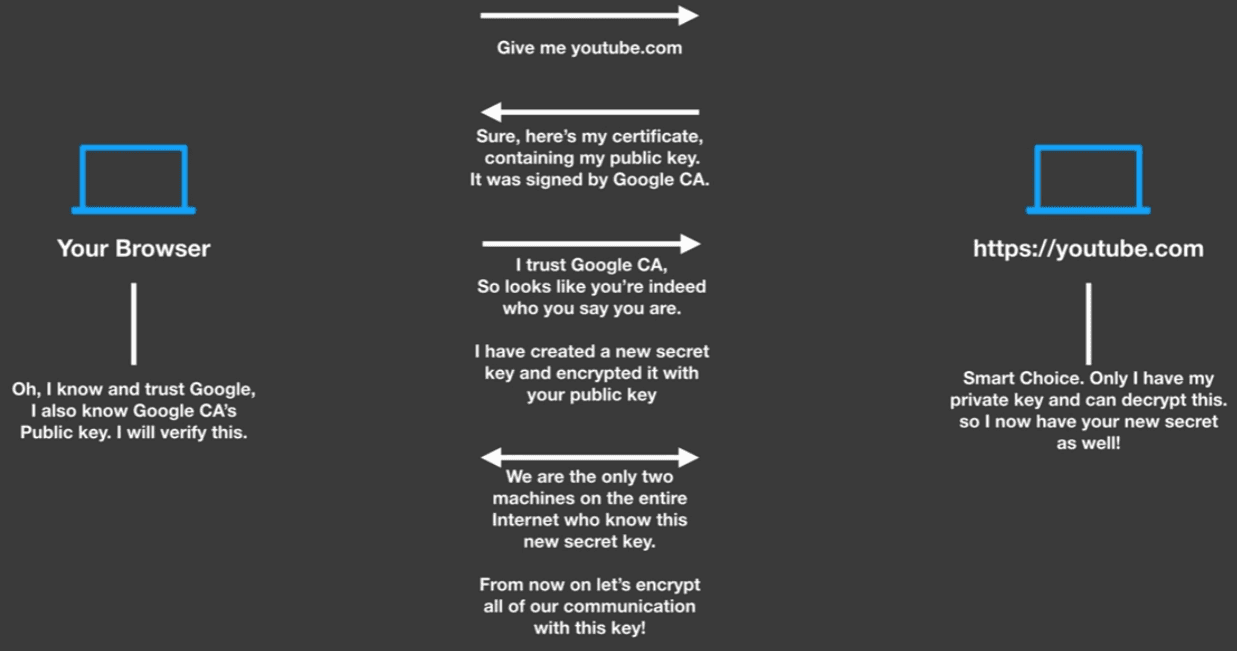 Give me youtube.com
Sure, here's my certificate,
containing my public key.
It was signed by Google CA.
Your Browser
https://youtube.com
I trust Google CA,
So looks like you're indeed
who you say you are.
I have created a new secret
key and encrypted it with
your public key
Oh, I know and trust Google,
I also know Google CA's
Public key. I will verify this.
Smart Choice. Only I have my
private key and can decrypt this.
so I now have your new secret
as well!
We are the only two
machines on the entire
Internet who know this
new secret key.
From now on let's encrypt
all of our communication
with this key!